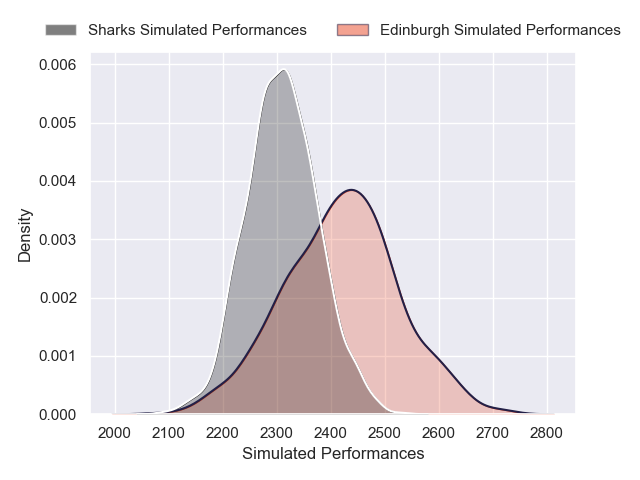 Sharks Simulated Performances Edinburgh Simulated Performances
0.006
0.005
0.004
0.003
0.002
0.001
0.000
Density
2000 2100 2200 2300 2400 2500 2600 2700 2800
Simulated Performances